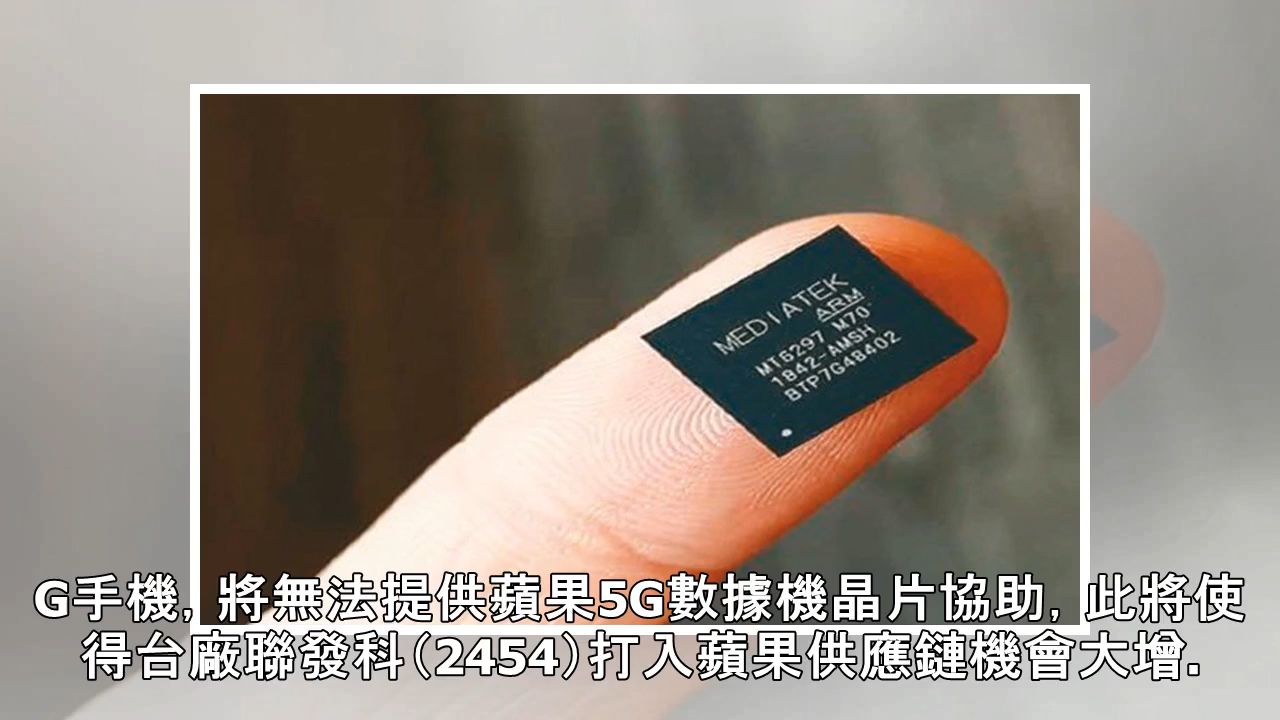 MEDIATEK
ARM
MT6297 M70
1842-AMSH
BTP7G48402
G手機, 將無法提供蘋果5G數據機晶片協助, 此將使
得台廠聯發科(2454)打入蘋果供應鏈機會大增.